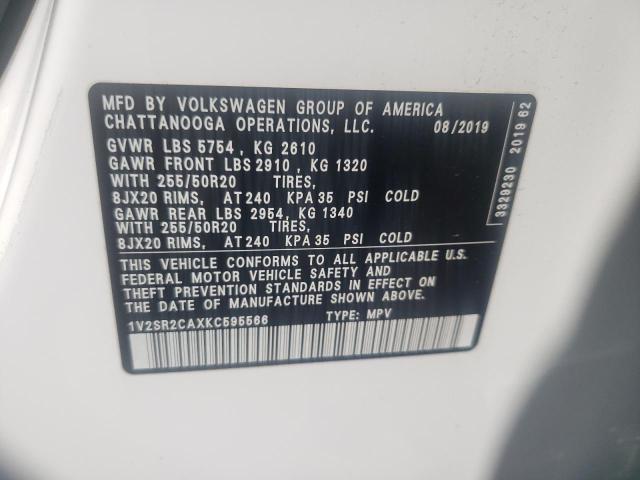 MFD BY VOLKSWAGEN GROUP OF AMERICA
CHATTANOOGA OPERATIONS, LLC. 08/2019
GVWR LBS 5754 , KG 2610
GAWR FRONT LBS 2910 , KG 1320
WITH 255/50R20 TIRES,
8JX20 RIMS, AT 240 KPA 35 PSI COLD
GAWR REAR LBS 2954, KG 1340
WITH 255/50R20 TIRES,
8JX20 RIMS, AT 240 KPA 35 PSI COLD
THIS VEHICLE CONFORMS TO ALL APPLICABLE U.S.
FEDERAL MOTOR VEHICLE SAFETY AND
THEFT PREVENTION STANDARDS IN EFFECT ON
THE DATE OF MANUFACTURE SHOWN ABOVE.
1V2SR2CAXKC595566 TYPE: MPV
3329230 2019 62